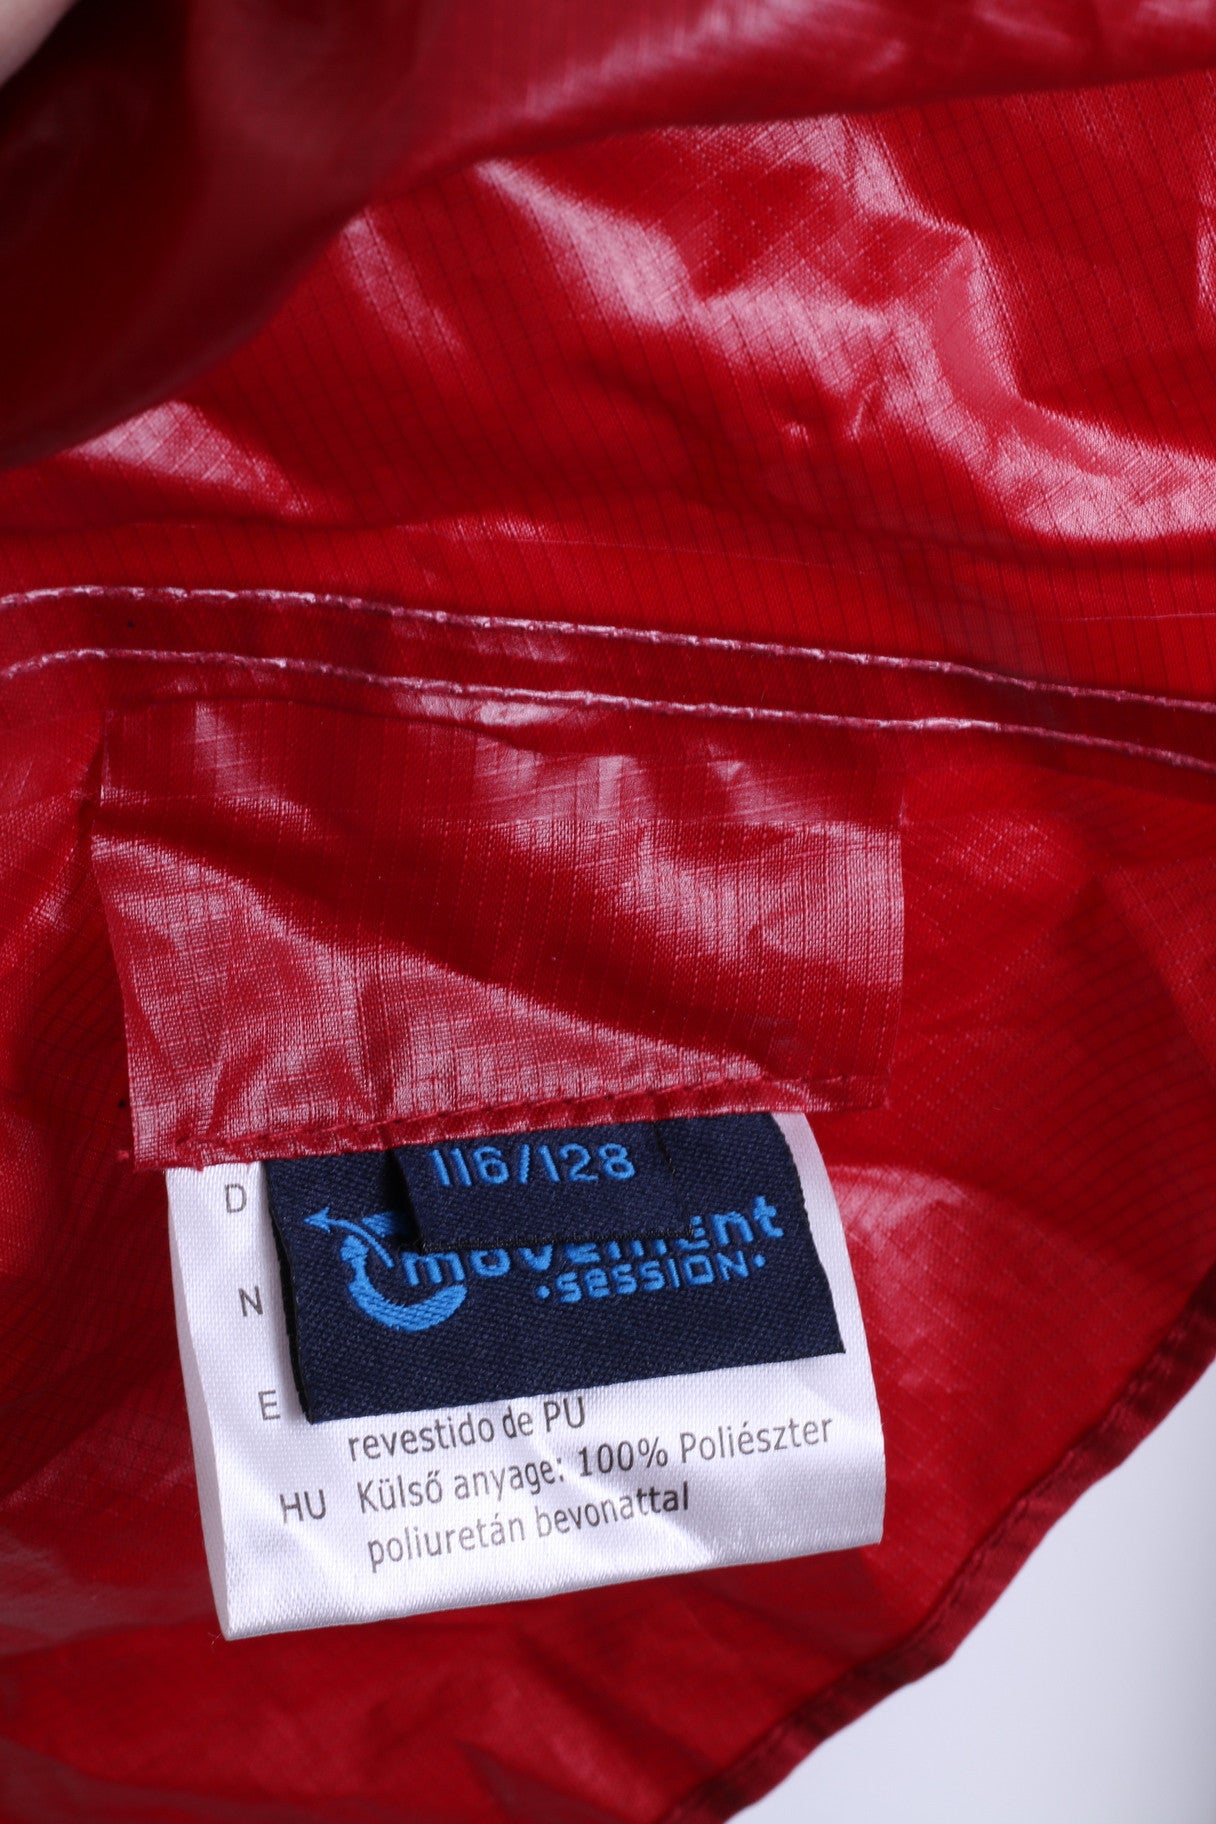 116/128
movement
•session•
D
N
E
revestido de PU
HU Külső anyage: 100% Poliészter
poliuretán bevonattal